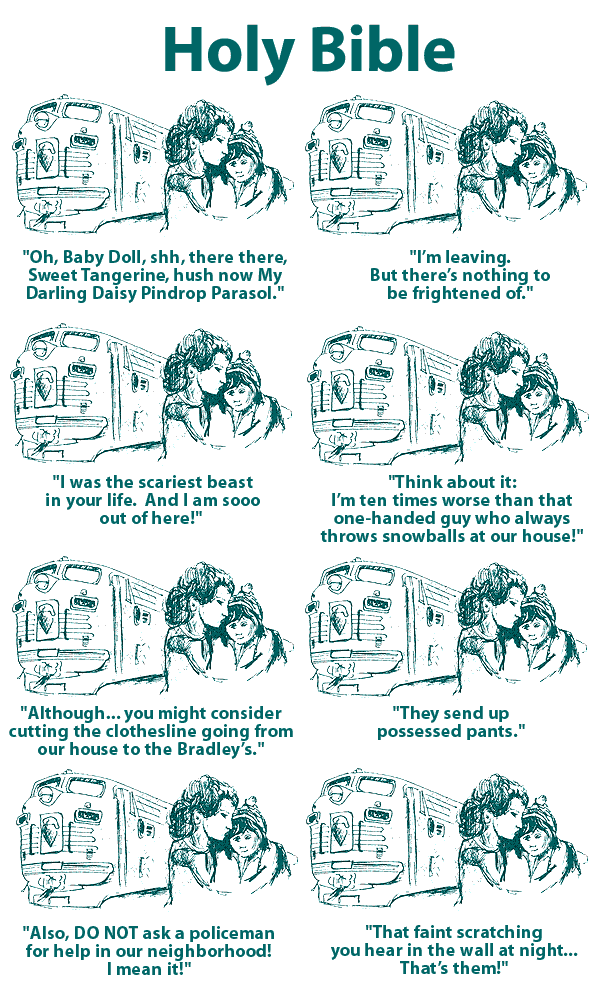 Holy Bible
"Oh, Baby Doll, shh, there there,
Sweet Tangerine, hush now My
Darling Daisy Pindrop Parasol."
"I'm leaving.
But there's nothing to
be frightened of."
"I was the scariest beast
in your life.  And I am sooo
out of here!"
"Think about it:
I'm ten times worse than that
one-handed guy who always
throws snowballs at our house!"
"Although... you might consider
cutting the clothesline going from
our house to the Bradley's."
"They send up
possessed pants."
"Also, DO NOT ask a policeman
for help in our neighborhood!
I mean it!"
"That faint scratching
you hear in the wall at night...
That's them!"